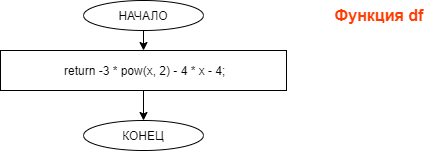 НАЧАЛО
Функция df
return -3 * pow(x, 2) - 4 * x - 4;
КОНЕЦ